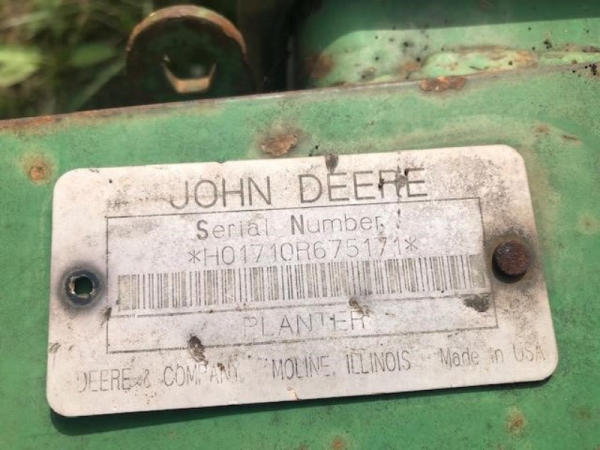 JOHN DEERE
Serial Number
*H01710R675171*
PLANTER
DEERE & COMPANY MOLINE, ILLINOIS Made in USA